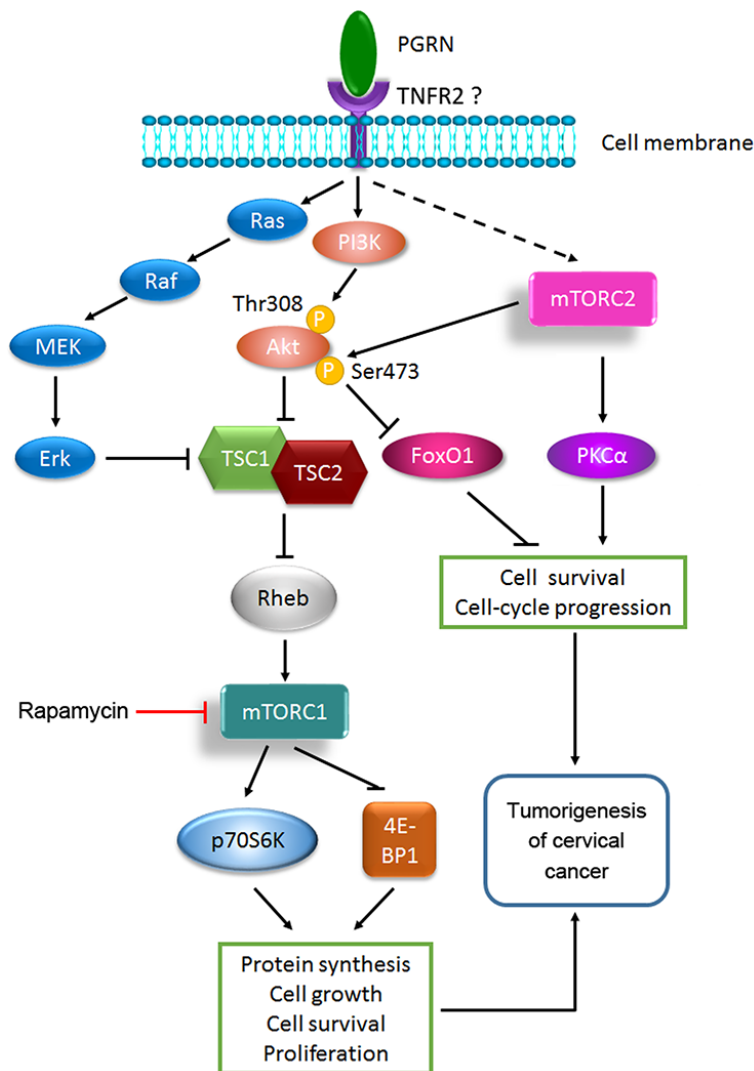 PGRN
TNFR2 ?
Cell membrane
Ras
PI3K
Raf
mTORC2
Thr308
P
MEK
Akt
P
Ser473
Erk
TSC1
TSC2
FoxO1
PKCα
Cell survival
Cell-cycle progression
Rheb
Rapamycin
mTORC1
p70S6K
4E-
BP1
Tumorigenesis
of cervical
cancer
Protein synthesis
Cell growth
Cell survival
Proliferation